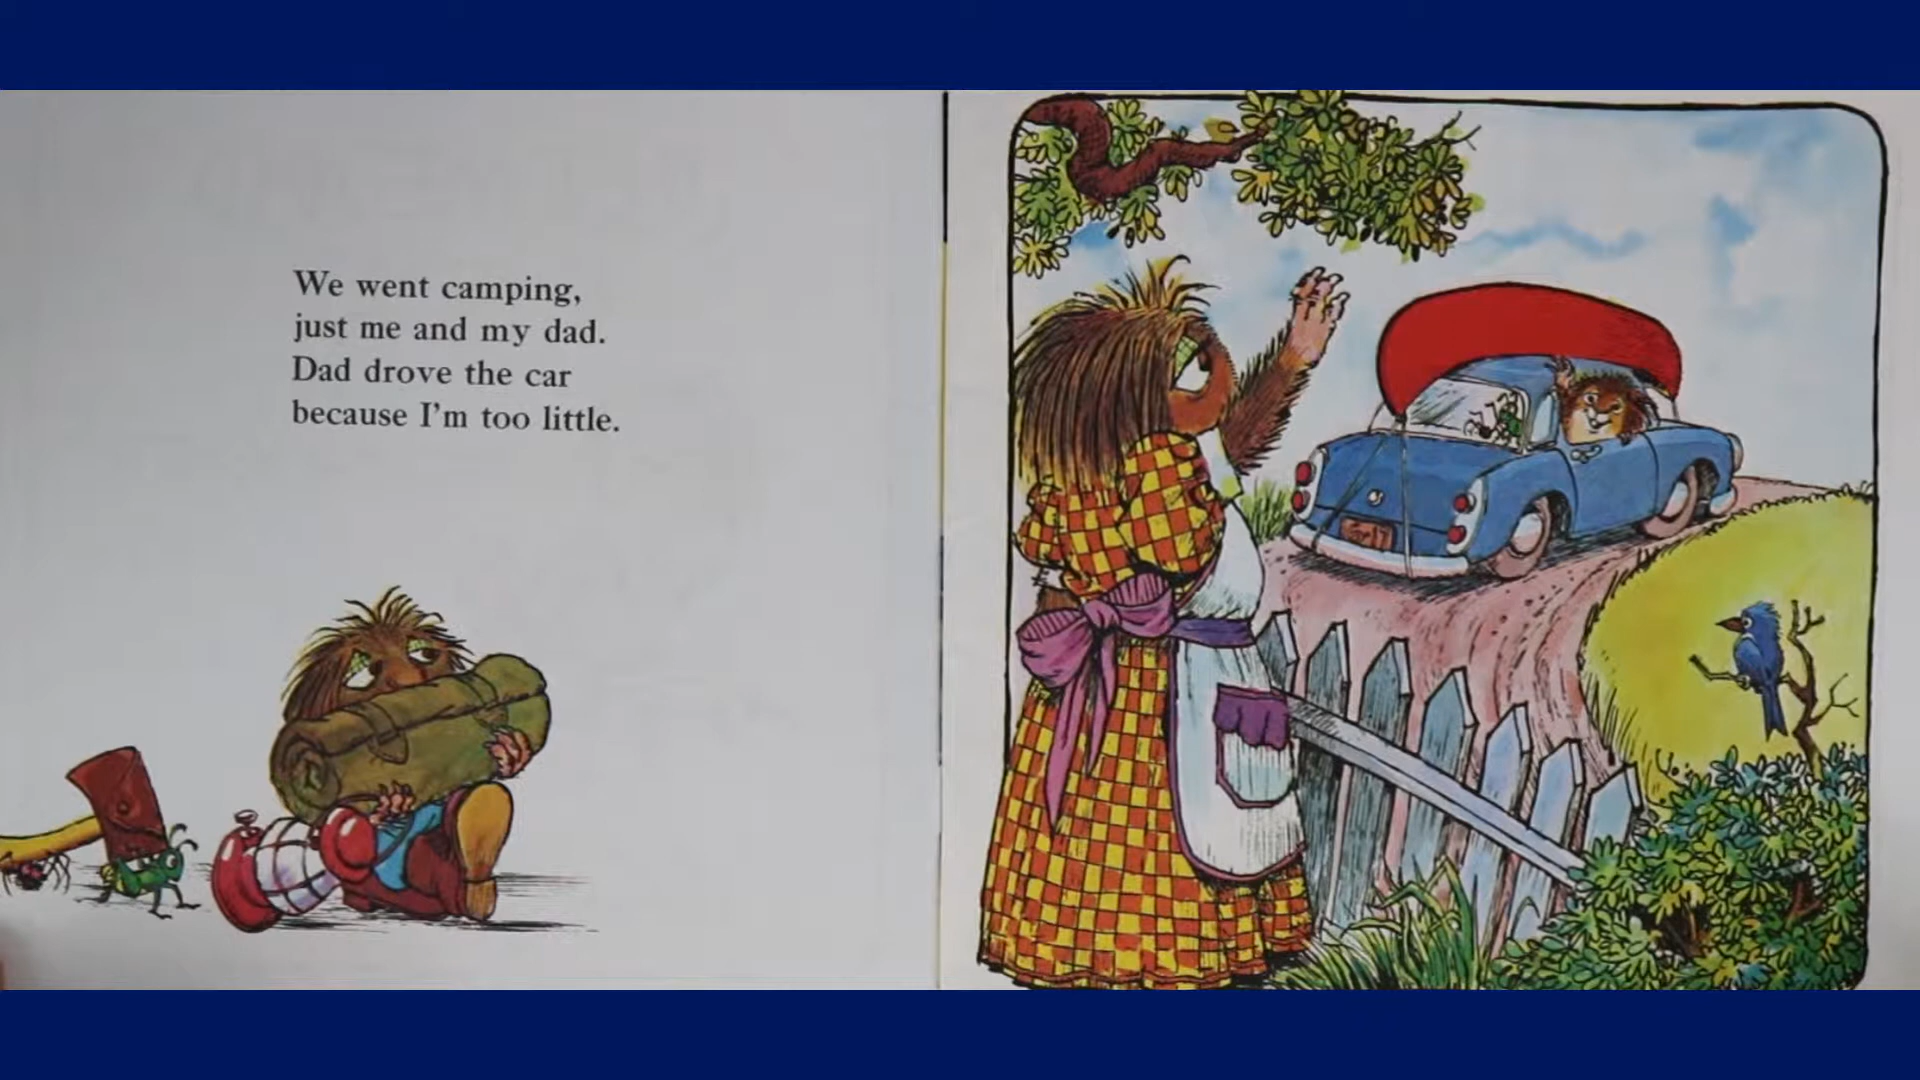 We went camping,
just me and my dad.
Dad drove the car
because I'm too little.